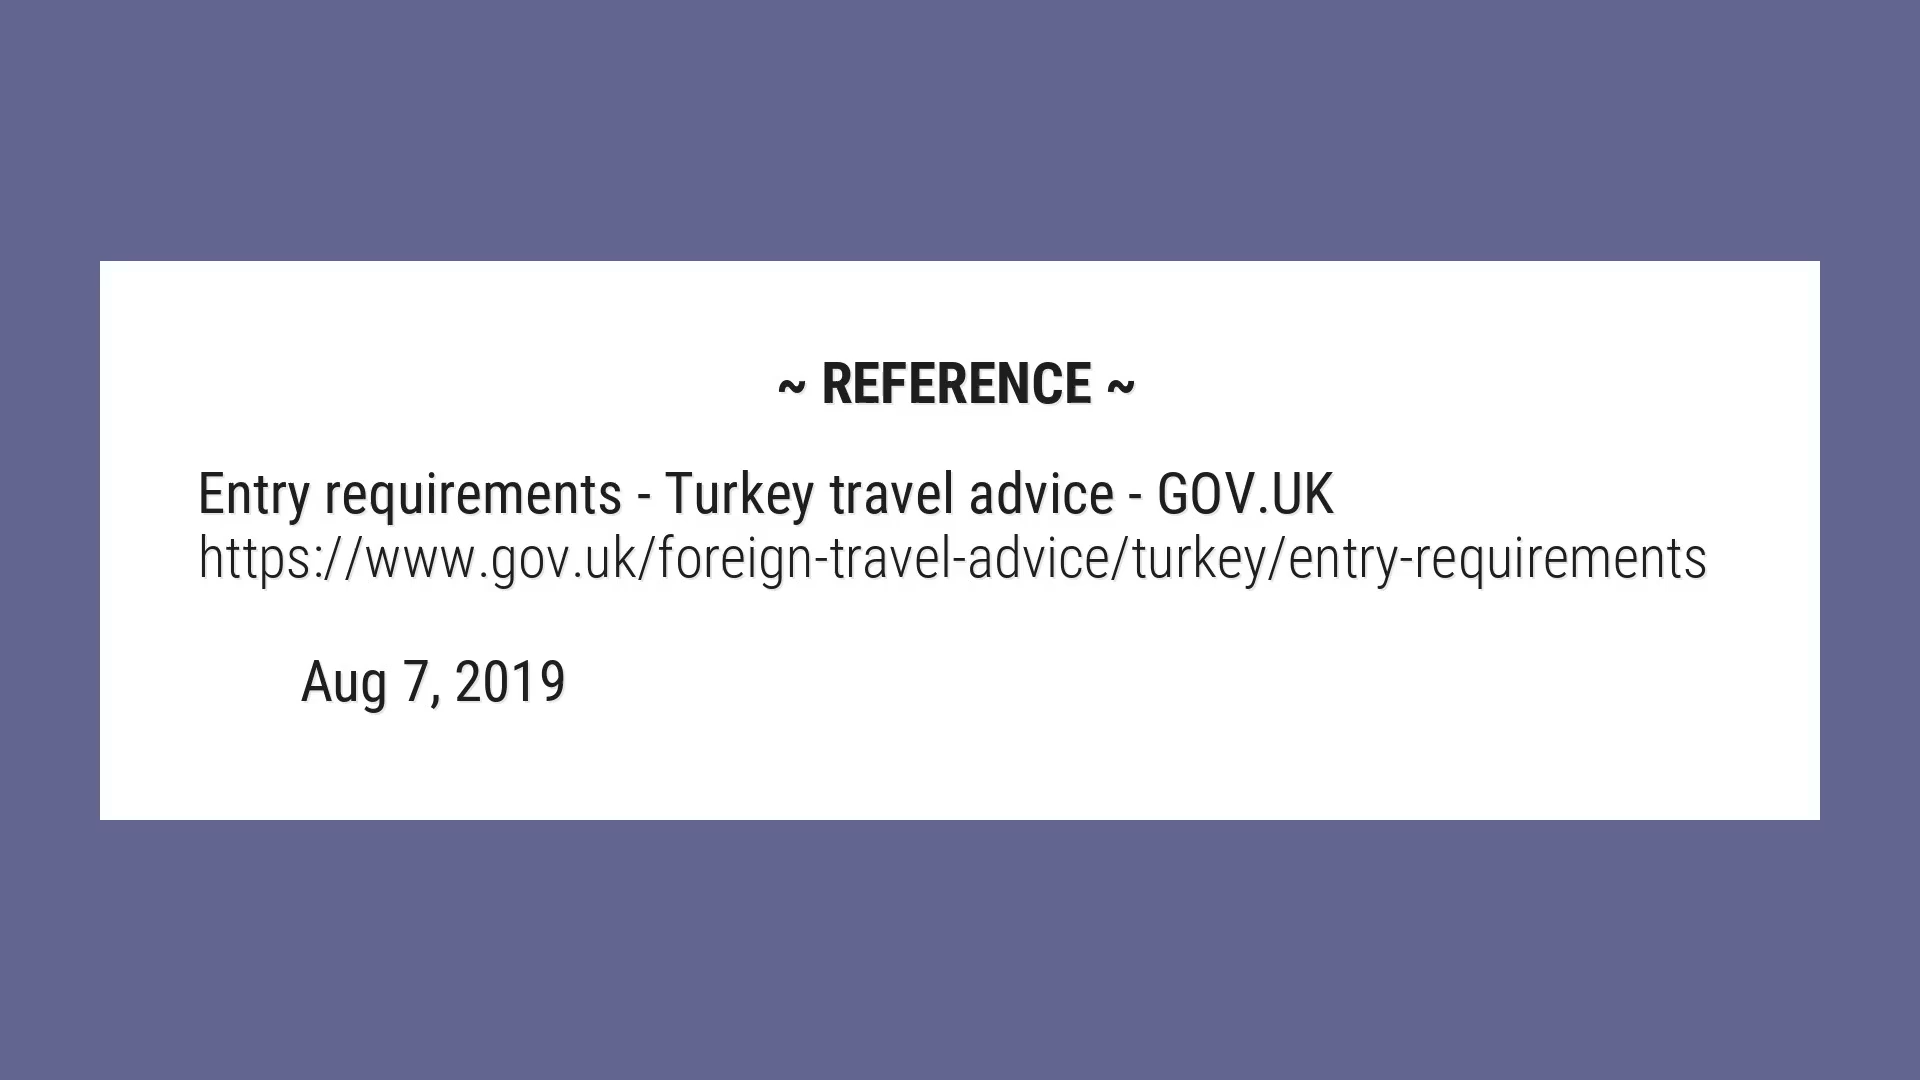 ~ REFERENCE ~
Entry requirements - Turkey travel advice - GOV.UK
https://www.gov.uk/foreign-travel-advice/turkey/entry-requirements
Aug 7, 2019